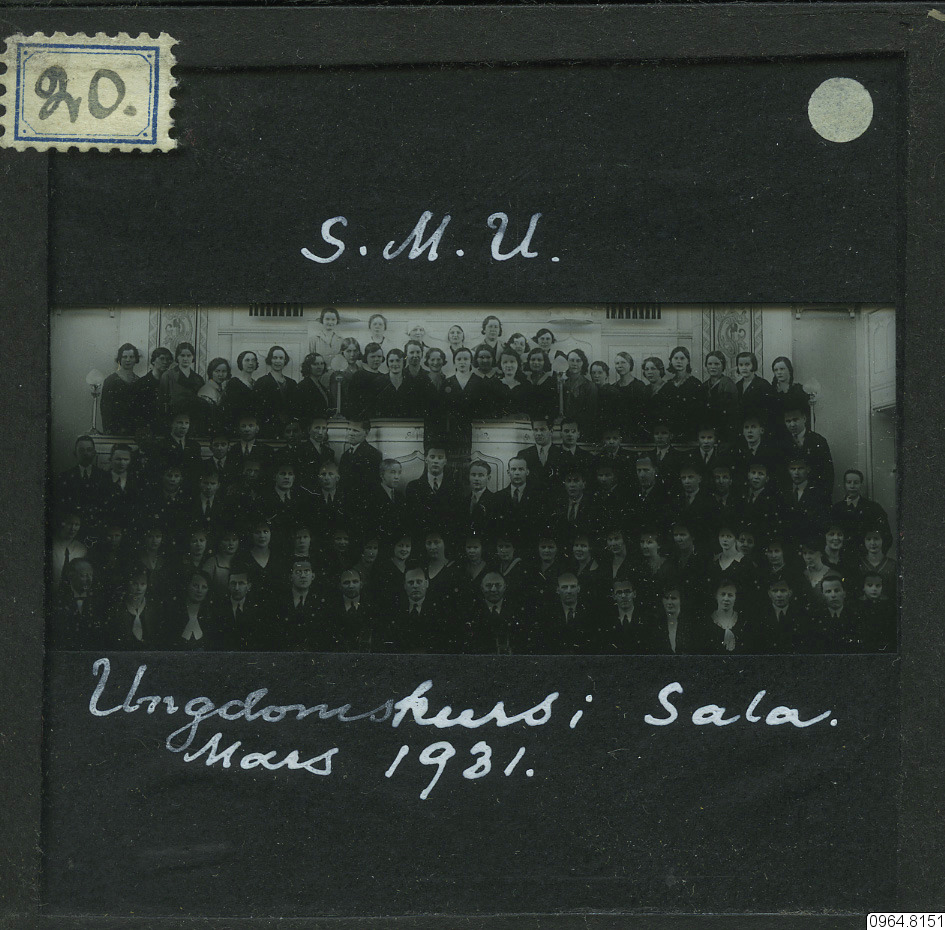 20.
S. M. U.
Ungdomskurs i Sala.
Mars 1931.
0964.8151